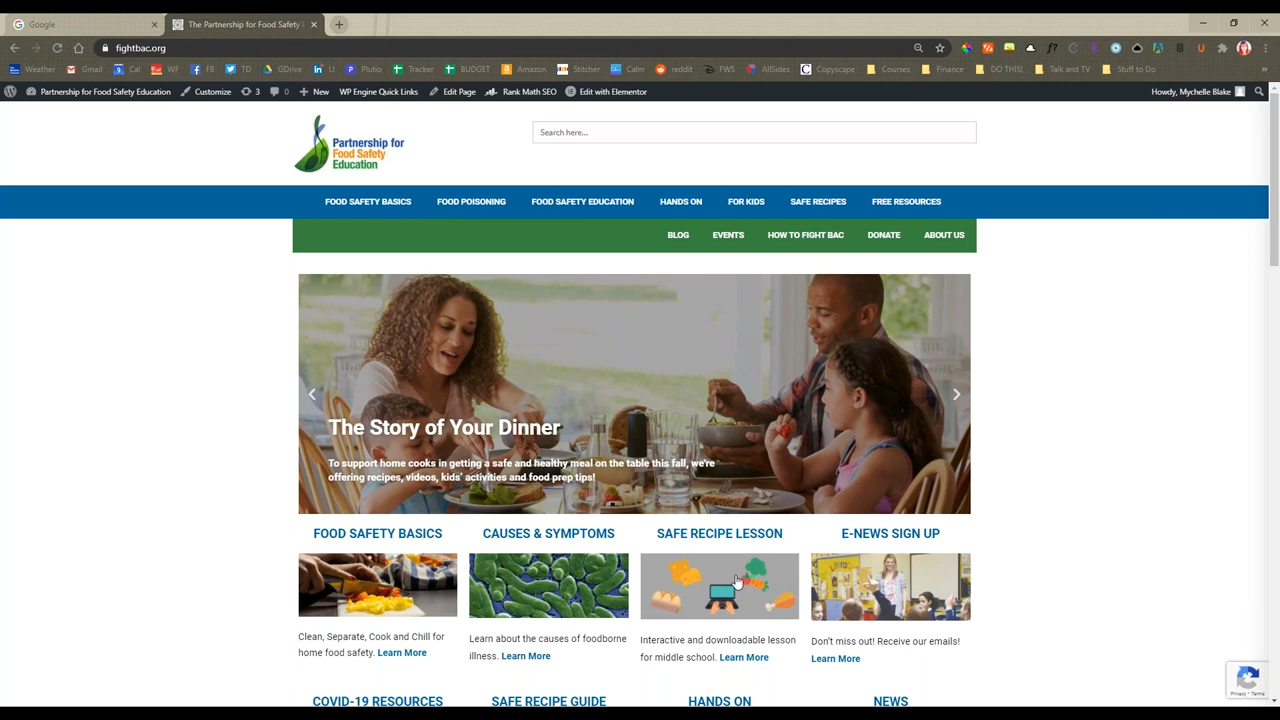 Google
The Partnership for Food Safety
fightbac.org
Weather
Gmail
Cal
WF
FB
TD
GDrive
LI
Plutio
Tracker
BUDGET
Amazon
Stitcher
Calm
reddit
FWS
AllSides
Copyscape
Courses
Finance
DO THIS!
Talk and TV
Stuff to Do
Partnership for Food Safety Education
Customize
3
0
New
WP Engine Quick Links
Edit Page
Rank Math SEO
Edit with Elementor
Howdy, Mychelle Blake
Partnership for
Food Safety
Education
Search here...
FOOD SAFETY BASICS
FOOD POISONING
FOOD SAFETY EDUCATION
HANDS ON
FOR KIDS
SAFE RECIPES
FREE RESOURCES
BLOG
EVENTS
HOW TO FIGHT BAC
DONATE
ABOUT US
The Story of Your Dinner
To support home cooks in getting a safe and healthy meal on the table this fall, we're
offering recipes, videos, kids' activities and food prep tips!
FOOD SAFETY BASICS
CAUSES & SYMPTOMS
SAFE RECIPE LESSON
E-NEWS SIGN UP
Clean, Separate, Cook and Chill for
home food safety. Learn More
Learn about the causes of foodborne
illness. Learn More
Interactive and downloadable lesson
for middle school. Learn More
Don't miss out! Receive our emails!
Learn More
COVID-19 RESOURCES
SAFE RECIPE GUIDE
HANDS ON
NEWS
Privacy - Terms